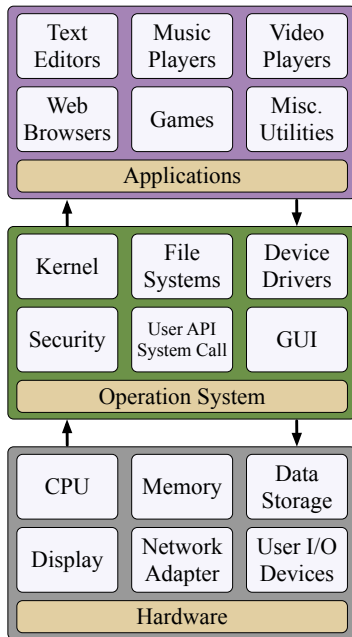 Text
Editors
Music
Players
Video
Players
Web
Browsers
Games
Misc.
Utilities
Applications
Kernel
File
Systems
Device
Drivers
Security
User API
System Call
GUI
Operation System
CPU
Memory
Data
Storage
Display
Network
Adapter
User I/O
Devices
Hardware